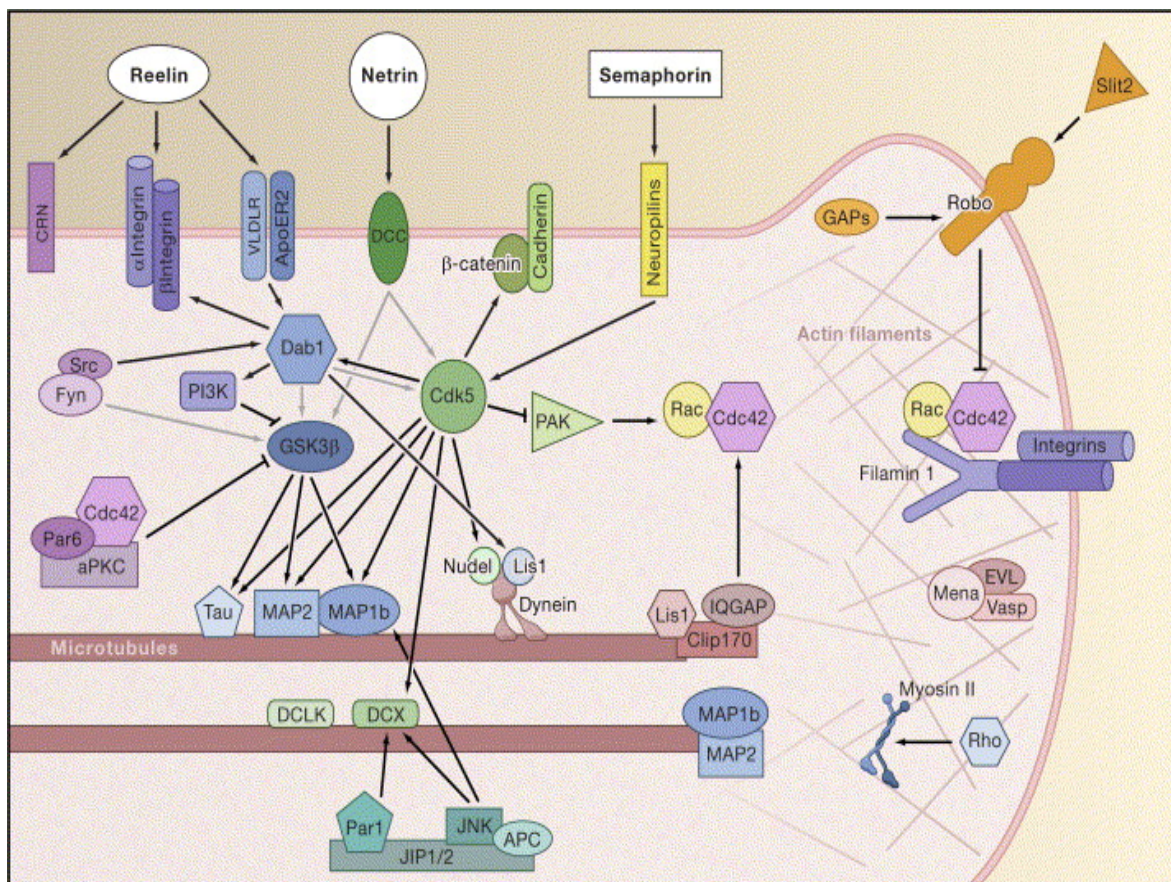 Reelin
Netrin
Semaphorin
Slit2
CRN
αIntegrin
βIntegrin
VLDLR
ApoER2
DCC
β-catenin
Cadherin
Neuropilins
GAPs
Robo
Actin filaments
Src
Fyn
Dab1
PI3K
Cdk5
PAK
Rac
Cdc42
Rac
Cdc42
GSK3β
Integrins
Filamin 1
Cdc42
Par6
aPKC
Nudel
Lis1
Dynein
Tau
MAP2
MAP1b
Lis1
IQGAP
Clip170
EVL
Mena
Vasp
Microtubules
Myosin II
DCLK
DCX
MAP1b
MAP2
Rho
Par1
JNK
APC
JIP1/2